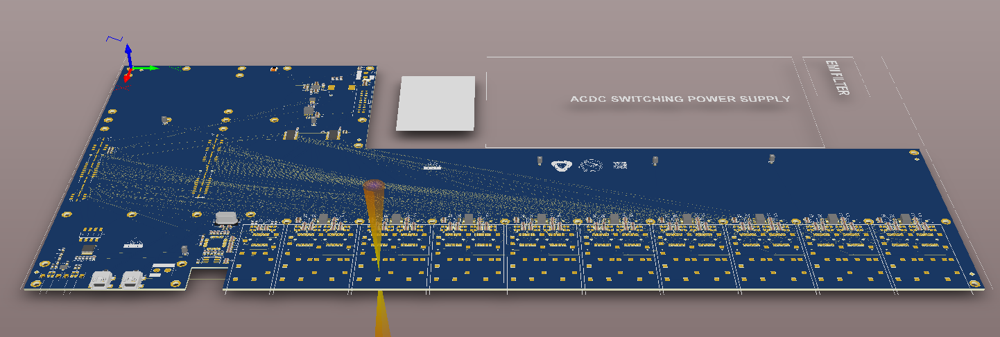 ACDC SWITCHING POWER SUPPLY
EMI FILTER